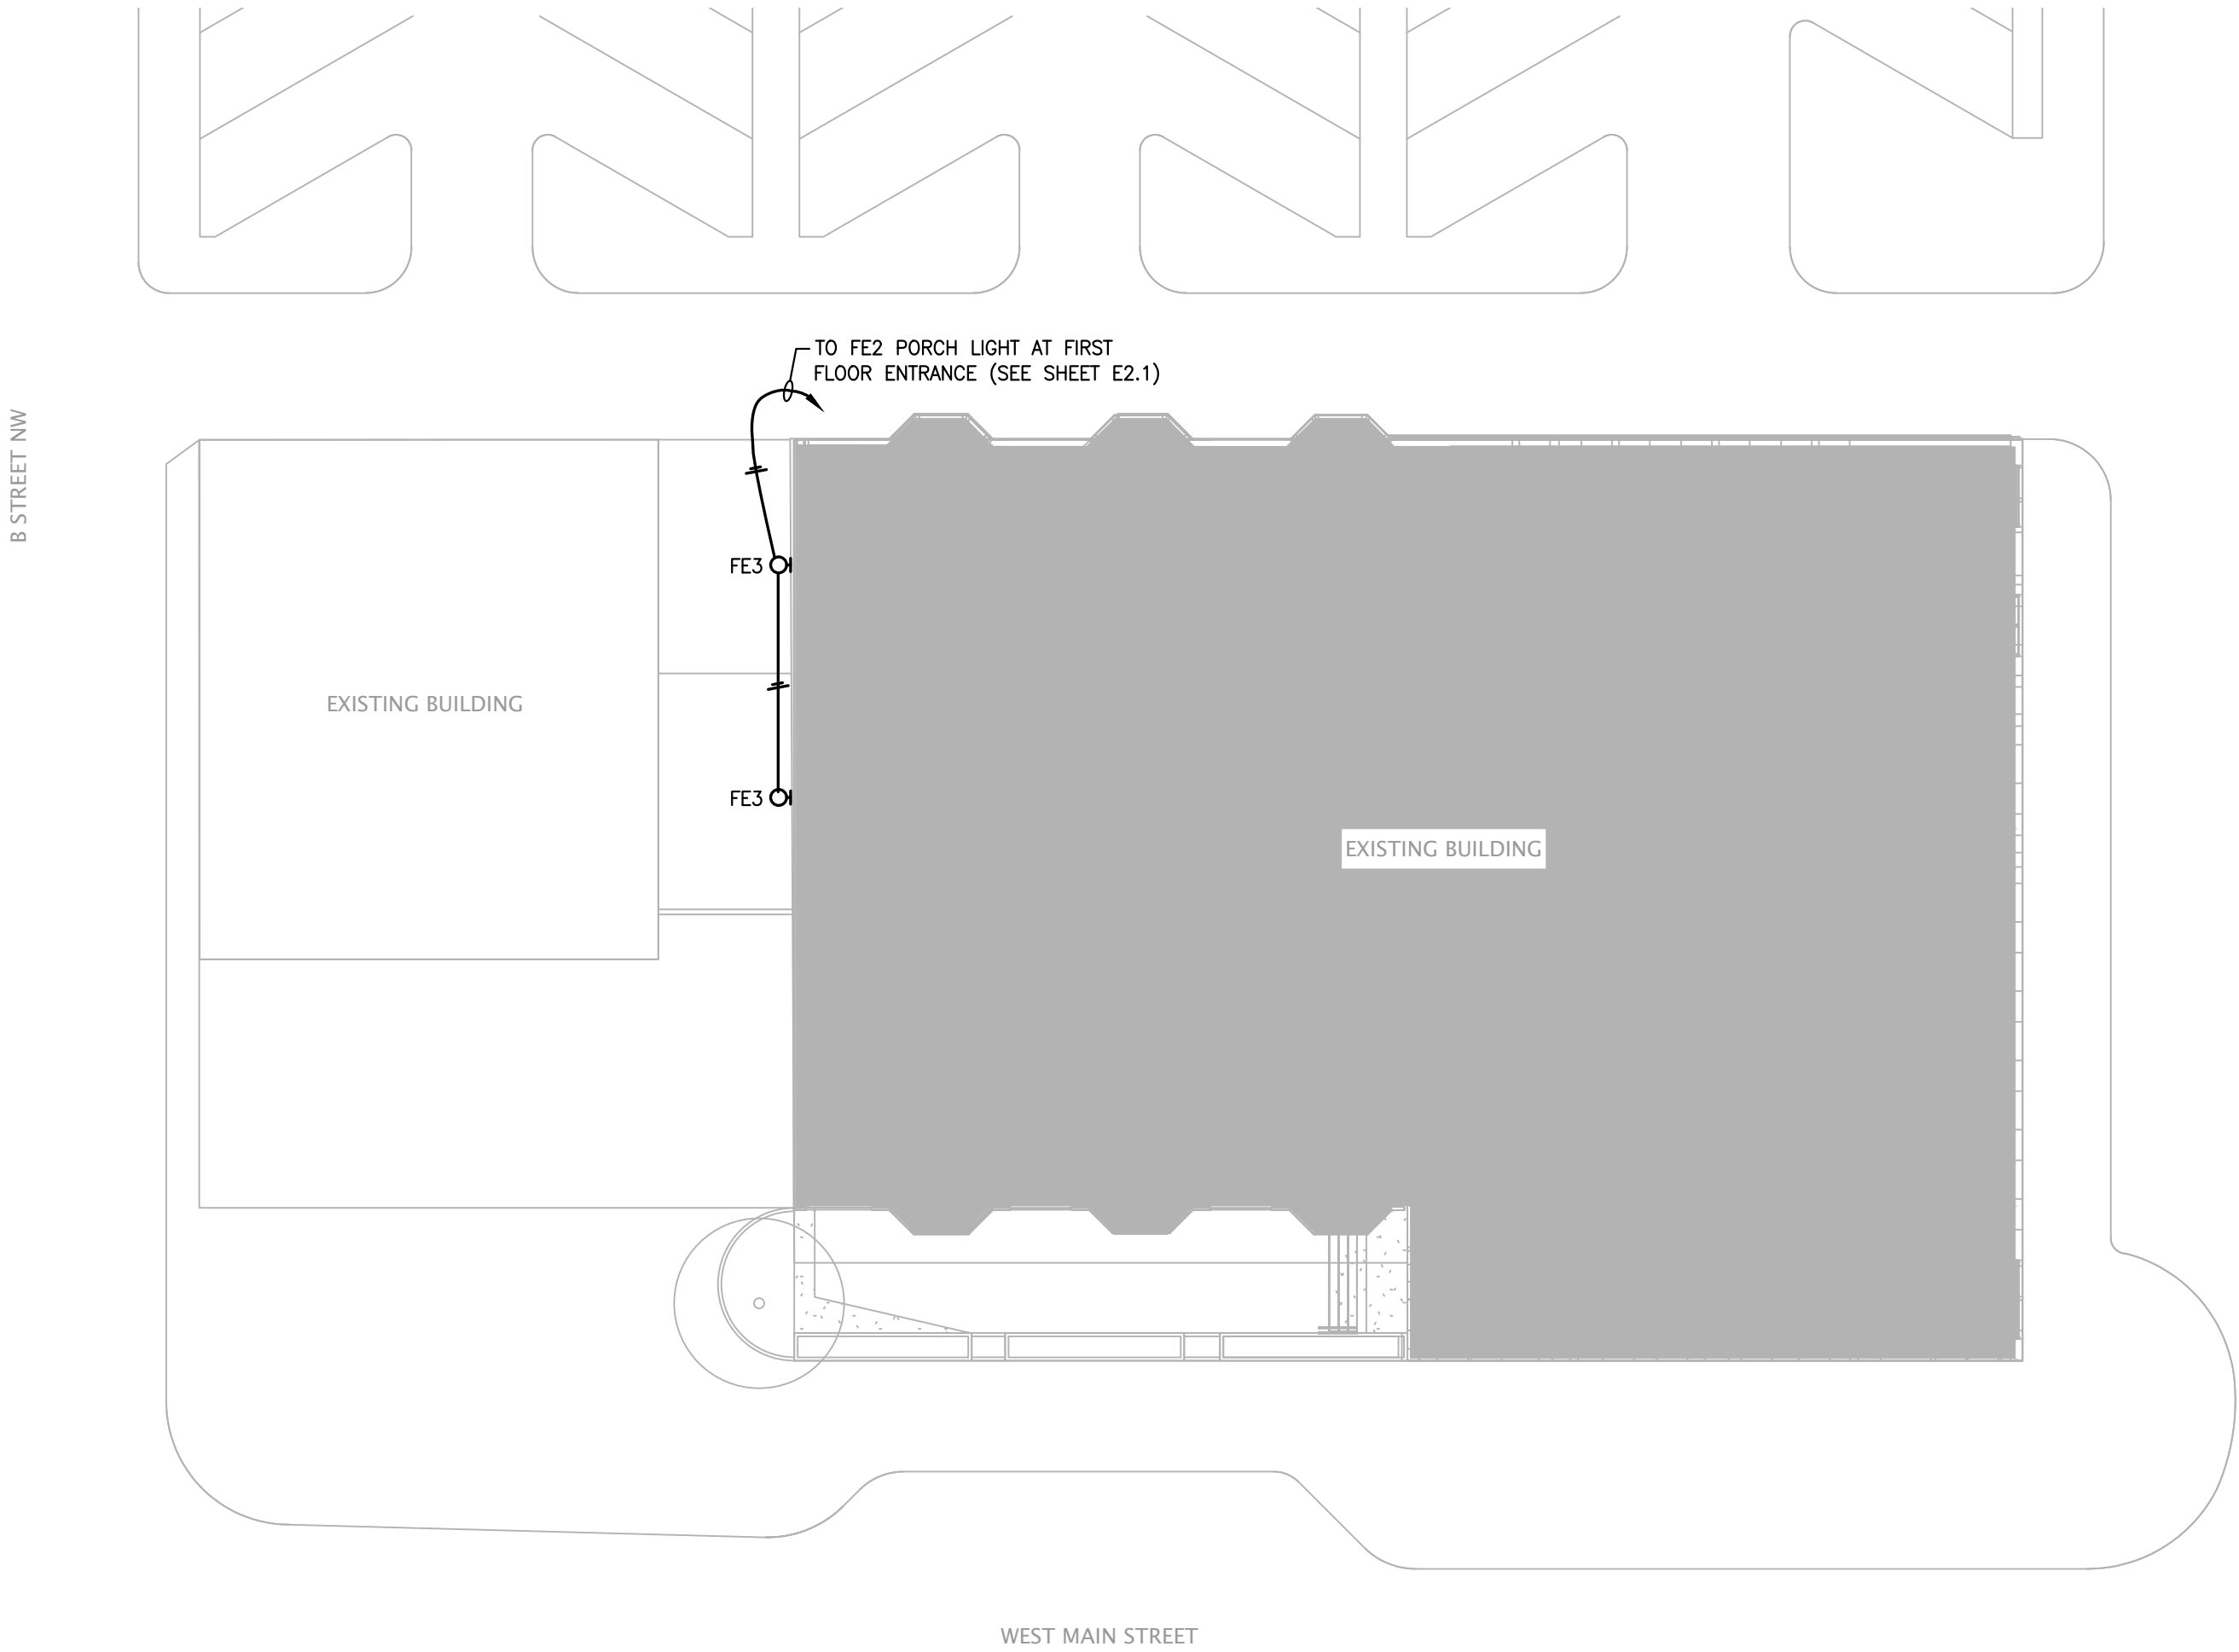 TO FE2 PORCH LIGHT AT FIRST
FLOOR ENTRANCE (SEE SHEET E2.1)
B STREET NW
FE3
EXISTING BUILDING
FE3
EXISTING BUILDING
WEST MAIN STREET